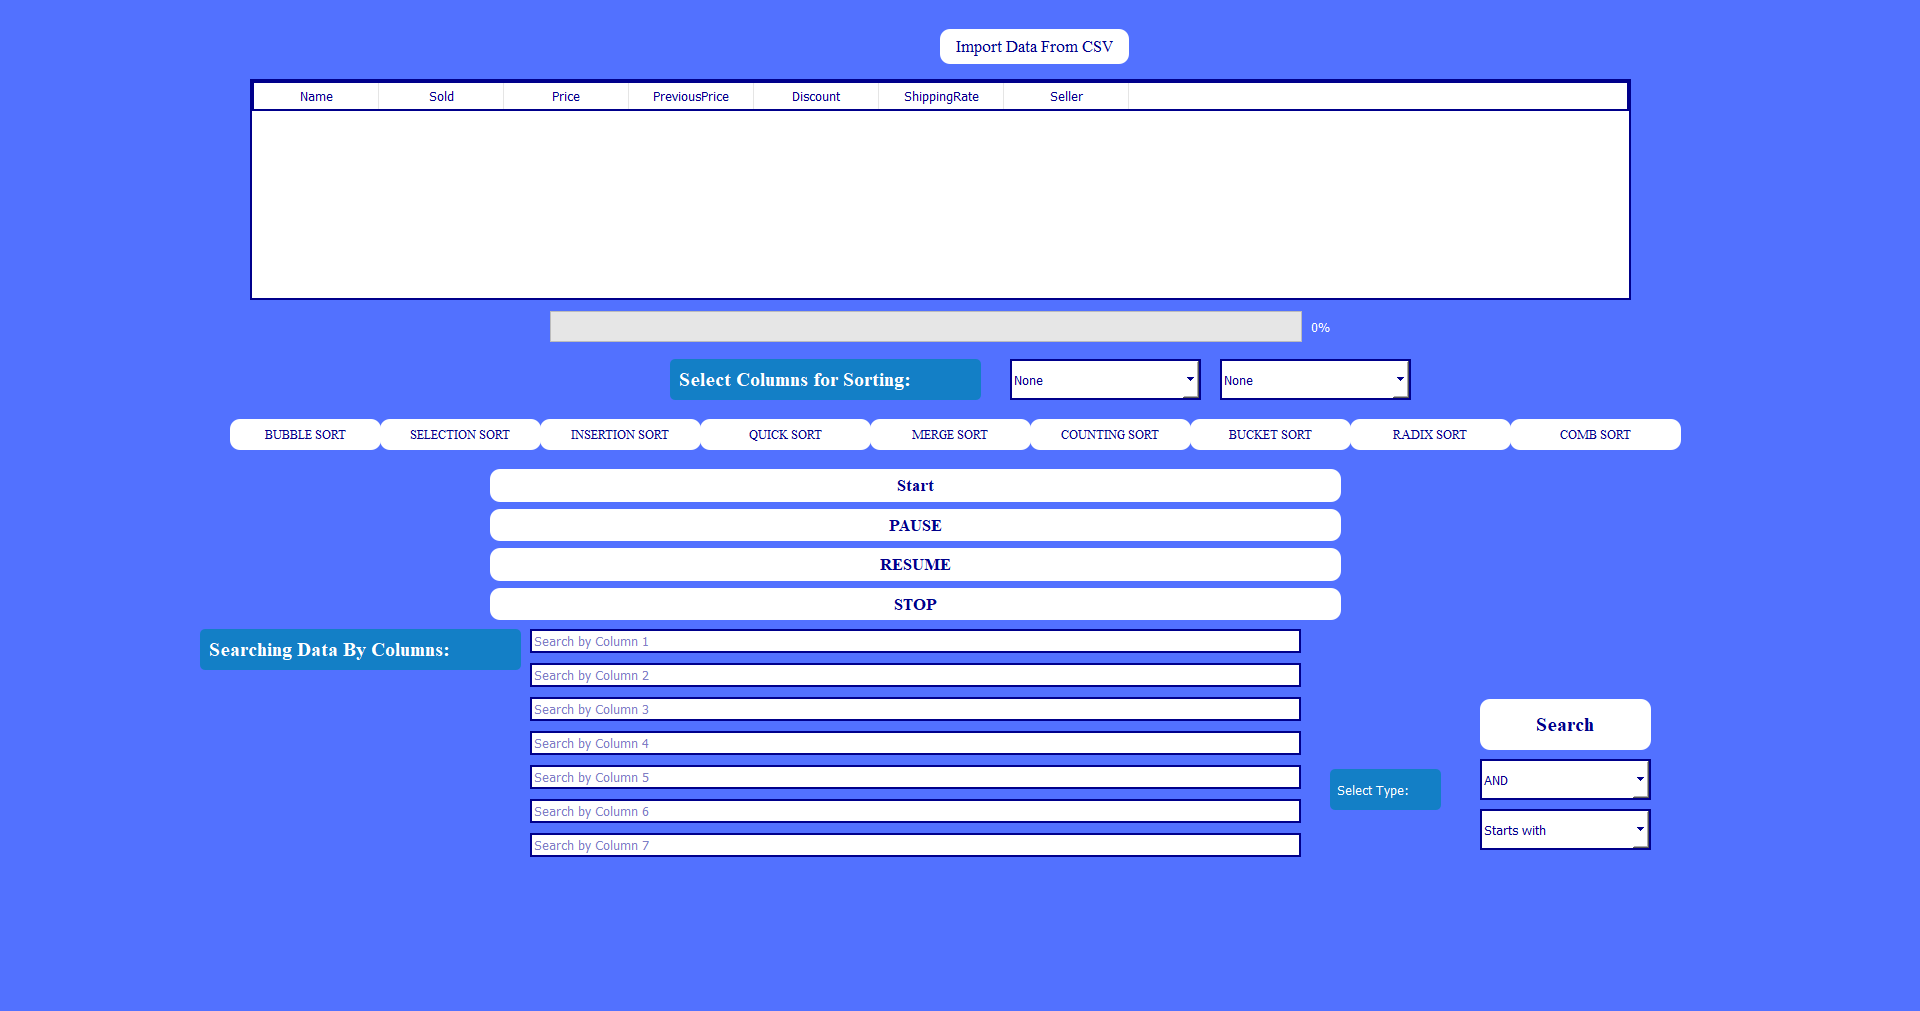 Import Data From CSV
Name Sold Price PreviousPrice Discount ShippingRate Seller
0%
Select Columns for Sorting: None None
BUBBLE SORT SELECTION SORT INSERTION SORT QUICK SORT MERGE SORT COUNTING SORT BUCKET SORT RADIX SORT COMB SORT
Start
PAUSE
RESUME
STOP
Searching Data By Columns:
Search by Column 1
Search by Column 2
Search by Column 3
Search by Column 4
Search by Column 5
Search by Column 6
Search by Column 7
Search
Select Type:
AND
Starts with